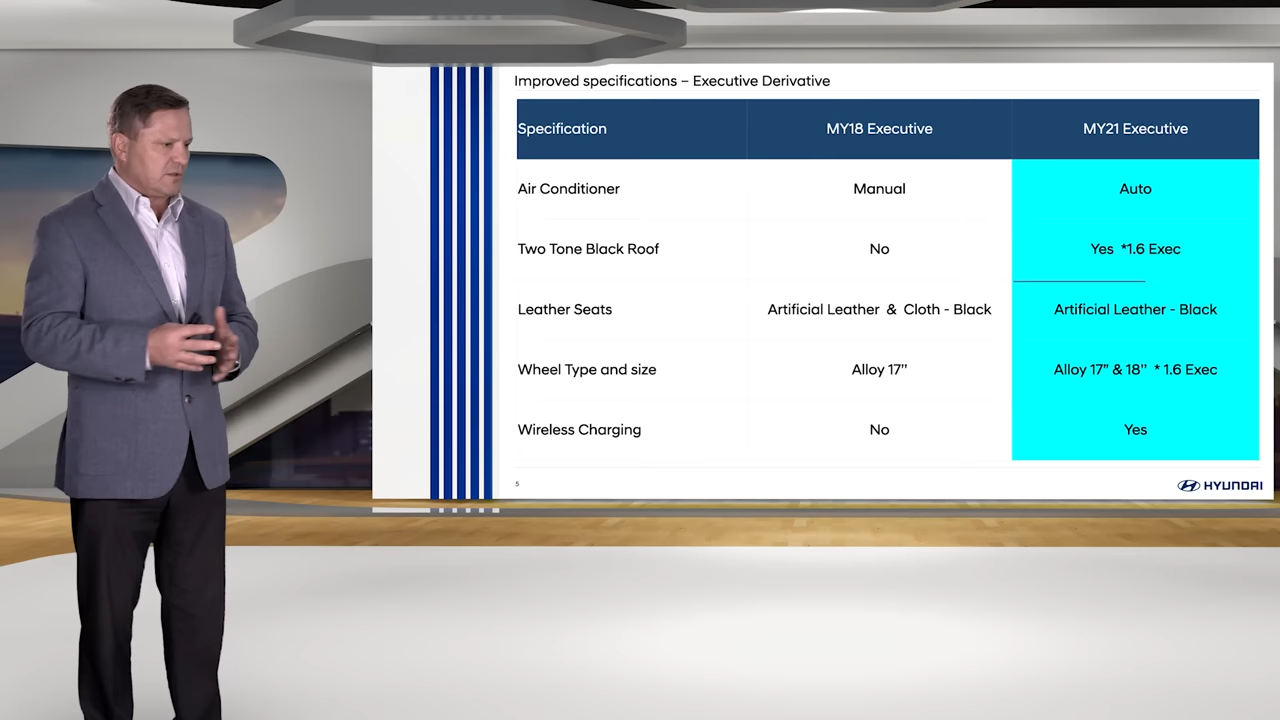 Improved specifications – Executive Derivative
Specification MY18 Executive MY21 Executive
Air Conditioner Manual Auto
Two Tone Black Roof No Yes *1.6 Exec
Leather Seats Artificial Leather & Cloth - Black Artificial Leather - Black
Wheel Type and size Alloy 17’’ Alloy 17” & 18’’ * 1.6 Exec
Wireless Charging No Yes
5
HYUNDAI